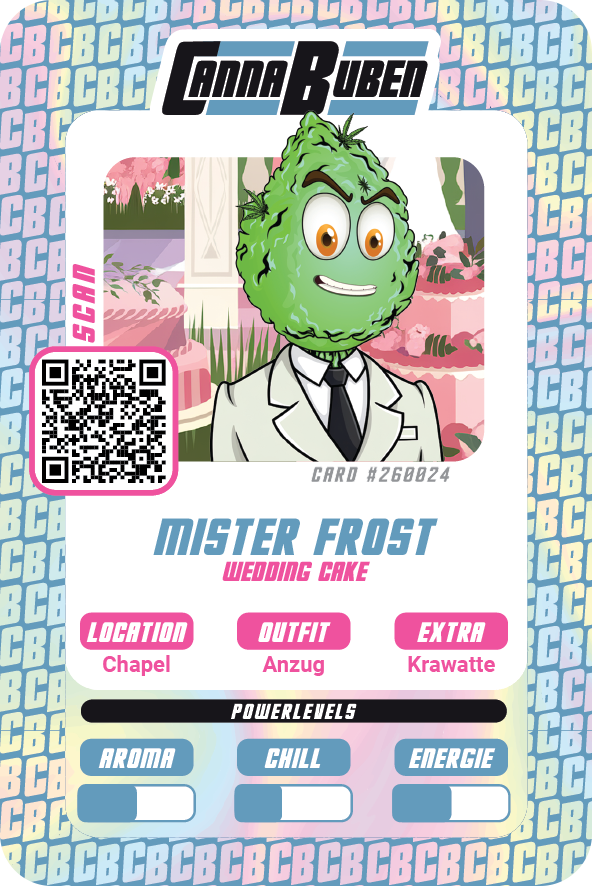 CANNABUBEN
SCAN
CARD #260024
MISTER FROST
WEDDING CAKE
LOCATION OUTFIT EXTRA
Chapel Anzug Krawatte
POWERLEVELS
AROMA CHILL ENERGIE